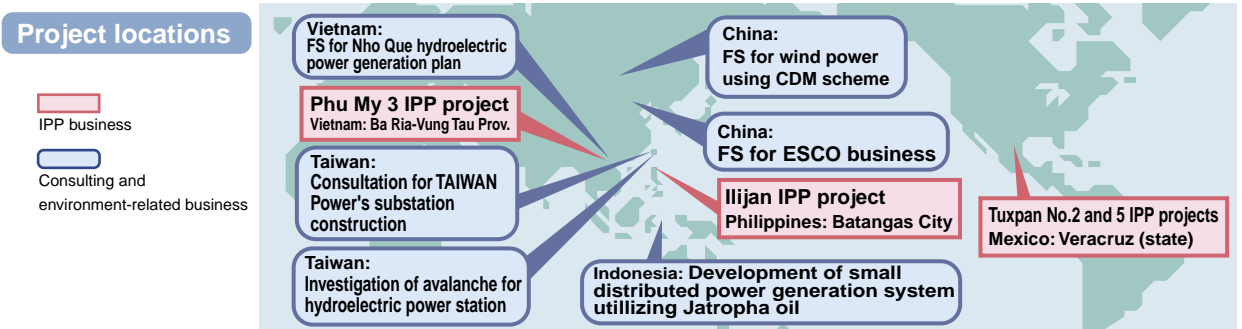 Project locations
IPP business
Consulting and
environment-related business
Vietnam:
FS for Nho Que hydroelectric
power generation plan
Phu My 3 IPP project
Vietnam: Ba Ria-Vung Tau Prov.
Taiwan:
Consultation for TAIWAN
Power's substation
construction
Taiwan:
Investigation of avalanche for
hydroelectric power station
China:
FS for wind power
using CDM scheme
China:
FS for ESCO business
Ilijan IPP project
Philippines: Batangas City
Indonesia: Development of small
distributed power generation system
utillizing Jatropha oil
Tuxpan No.2 and 5 IPP projects
Mexico: Veracruz (state)